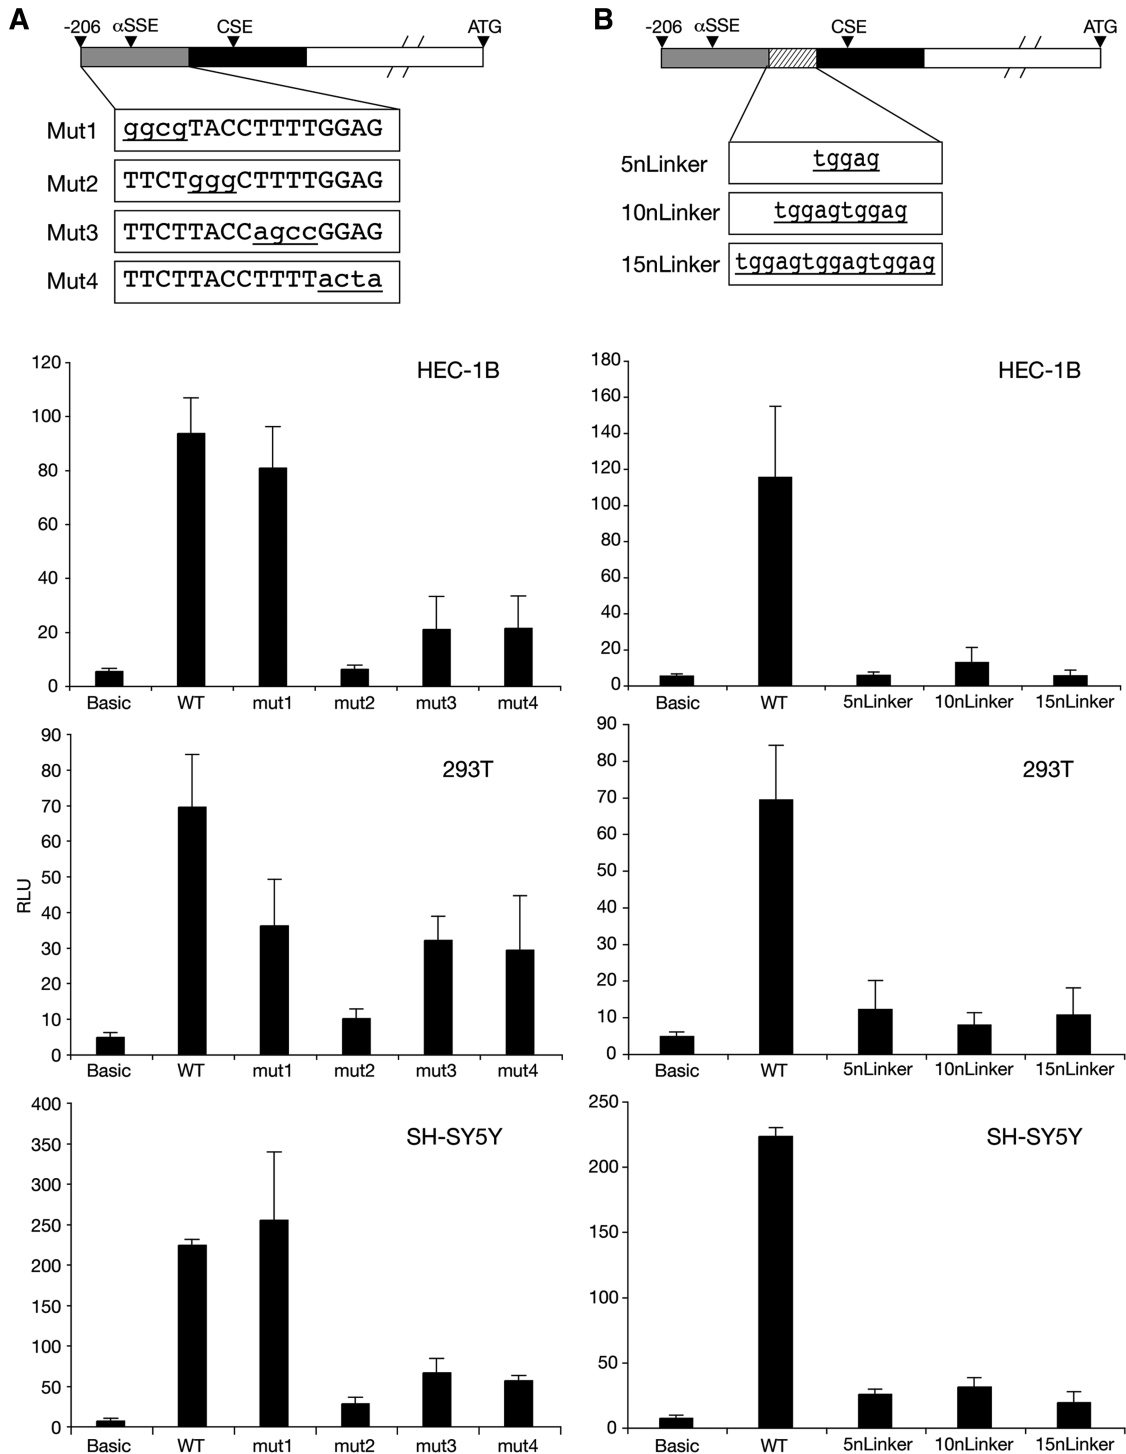 A
-206 αSSE CSE ATG
Mut1 ggcgTACCTTTTGGAG
Mut2 TTCTgggCTTTTGGAG
Mut3 TTCTTACCagccGGAG
Mut4 TTCTTACCTTTTacta
B
-206 αSSE CSE ATG
5nLinker tggag
10nLinker tggagtggag
15nLinker tggagtggagtggag
HEC-1B
120
100
80
60
40
20
0
Basic WT mut1 mut2 mut3 mut4
HEC-1B
180
160
140
120
100
80
60
40
20
0
Basic WT 5nLinker 10nLinker 15nLinker
RLU
293T
90
80
70
60
50
40
30
20
10
0
Basic WT mut1 mut2 mut3 mut4
293T
90
80
70
60
50
40
30
20
10
0
Basic WT 5nLinker 10nLinker 15nLinker
SH-SY5Y
400
350
300
250
200
150
100
50
0
Basic WT mut1 mut2 mut3 mut4
SH-SY5Y
250
200
150
100
50
0
Basic WT 5nLinker 10nLinker 15nLinker